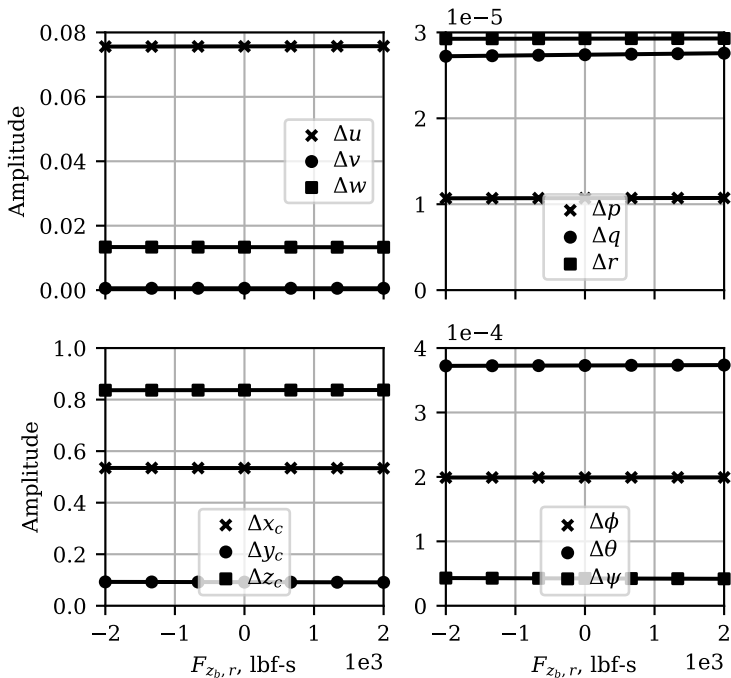 1e−5
0.08
0.06
0.04
0.02
0.00
Amplitude
Δu
Δv
Δw
3
2
1
0
Δp
Δq
Δr
1e−4
1.0
0.8
0.6
0.4
0.2
0.0
Amplitude
Δx_c
Δy_c
Δz_c
−2 −1 0 1 2
F_{z_b, r}, lbf-s
1e3
4
3
2
1
0
Δϕ
Δθ
Δψ
−2 −1 0 1 2
F_{z_b, r}, lbf-s
1e3